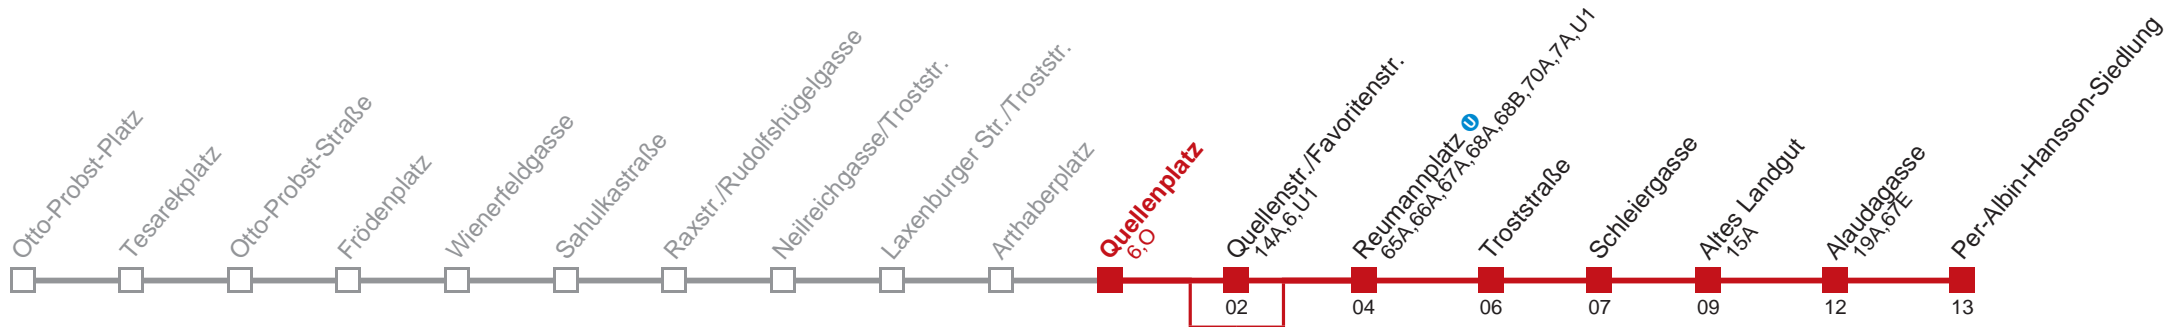 Otto-Probst-Platz
Tesarekplatz
Otto-Probst-Straße
Frödenplatz
Wienerfeldgasse
Sahulkastraße
Raxstr./Rudolfshügelgasse
Neilreichgasse/Troststr.
Laxenburger Str./Troststr.
Arthaberplatz
Quellenplatz
6,O
Quellenstr./Favoritenstr.
14A,6,U1
02
Reumannplatz U
65A,66A,67A,68A,68B,70A,7A,U1
04
Troststraße
06
Schleiergasse
07
Altes Landgut
15A
09
Alaudagasse
19A,67E
12
Per-Albin-Hansson-Siedlung
13